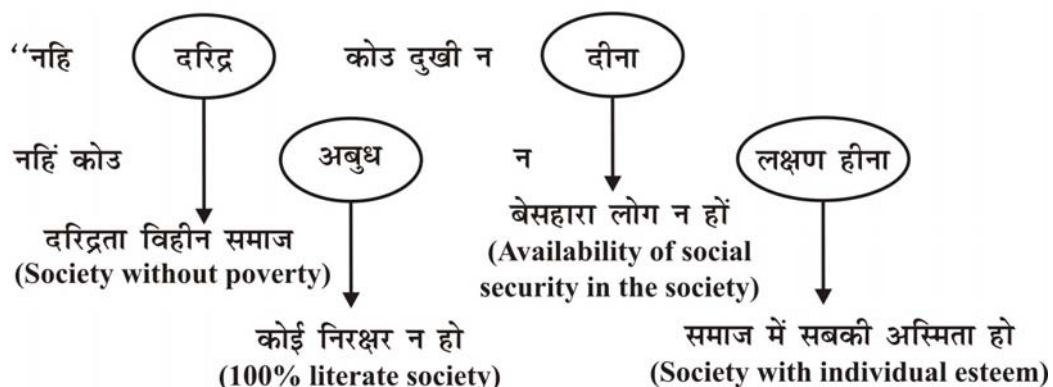 ‘‘नहि दरिद्र कोउ दुखी न दीना
नहिं कोउ अबुध न लक्षण हीना
दरिद्रता विहीन समाज
(Society without poverty)
बेसहारा लोग न हों
(Availability of social
security in the society)
कोई निरक्षर न हो
(100% literate society)
समाज में सबकी अस्मिता हो
(Society with individual esteem)